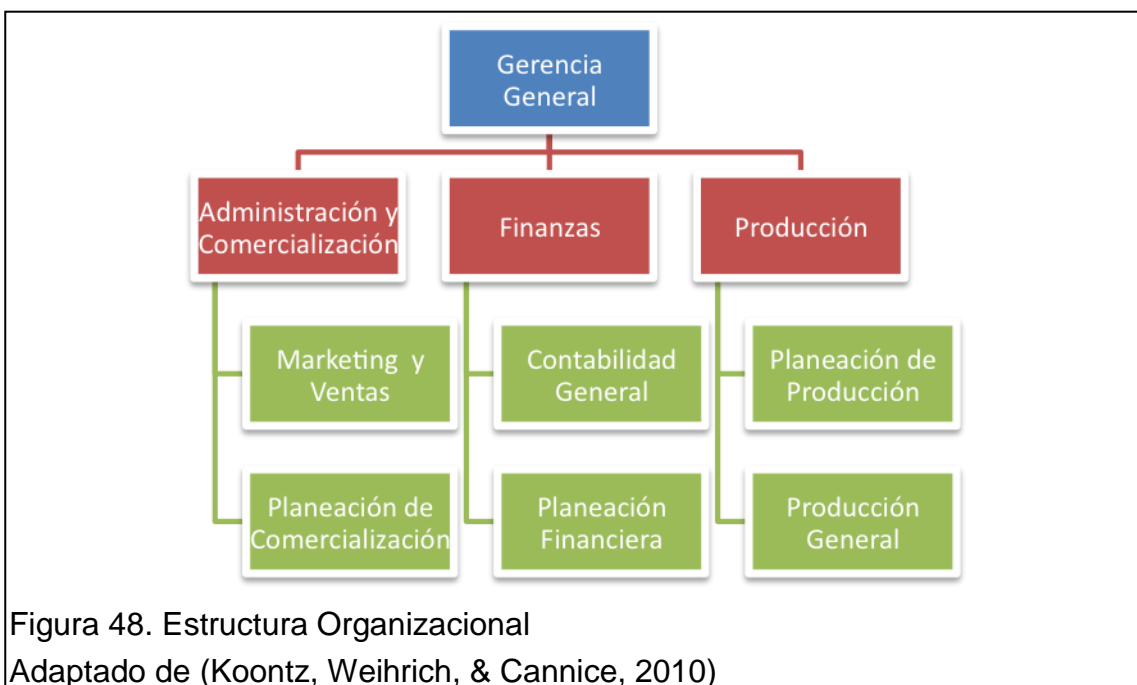 Gerencia
General
Administración y
Comercialización
Finanzas
Producción
Marketing y
Ventas
Contabilidad
General
Planeación de
Producción
Planeación de
Comercialización
Planeación
Financiera
Producción
General
Figura 48. Estructura Organizacional
Adaptado de (Koontz, Weihrich, & Cannice, 2010)